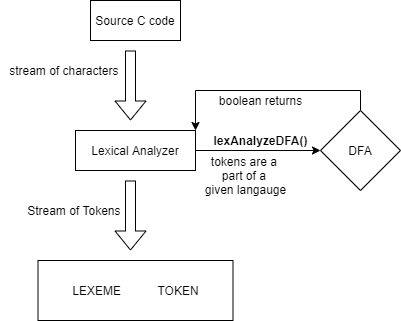 Source C code
stream of characters
boolean returns
lexAnalyzeDFA()
Lexical Analyzer
DFA
tokens are a
part of a
given langauge
Stream of Tokens
LEXEME TOKEN